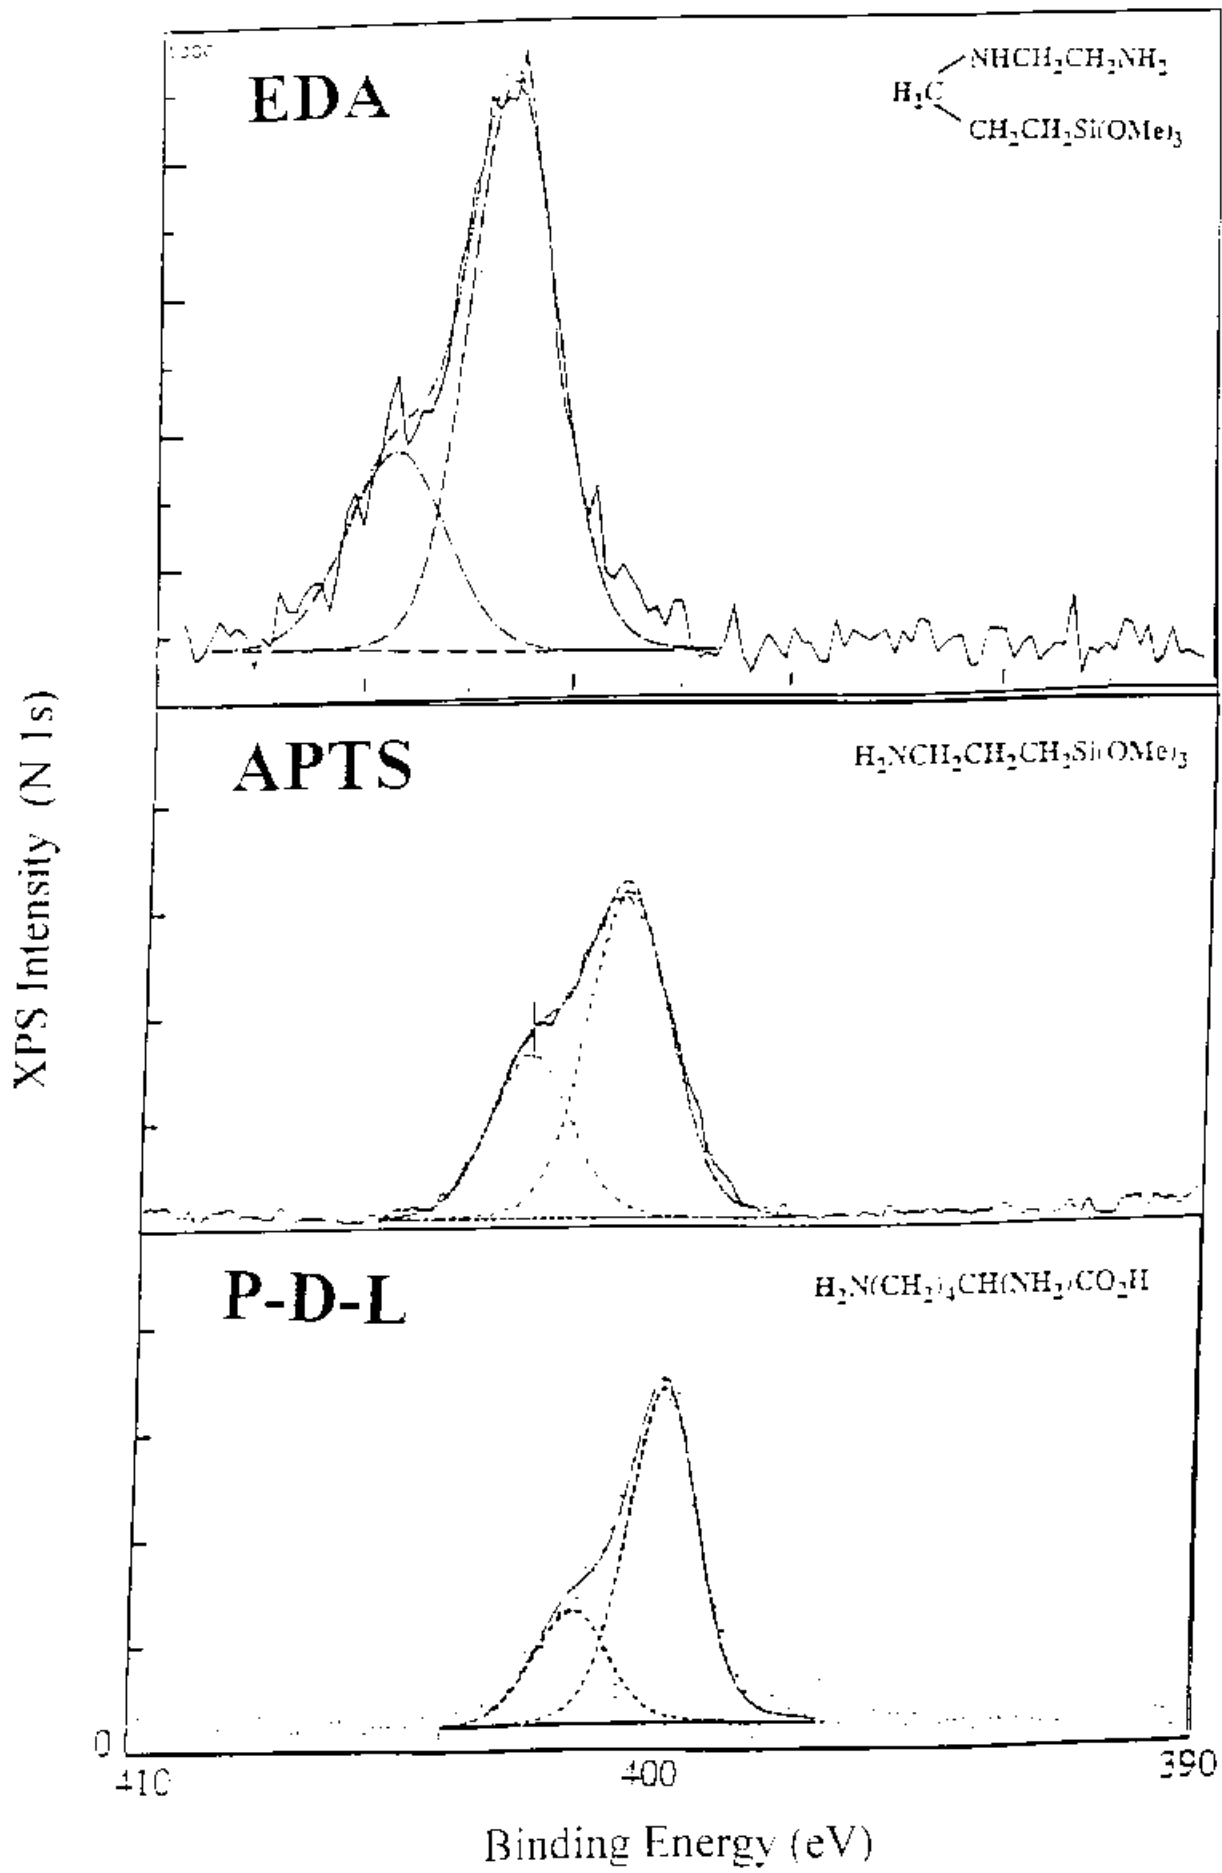 EDA
NHCH₂CH₂NH₂
H₂C
CH₂CH₂Si(OMe)₃
XPS Intensity (N 1s)
APTS
H₂NCH₂CH₂CH₂Si(OMe)₃
P-D-L
H₂N(CH₂)₄CH(NH₂)CO₂H
0
410
400
390
Binding Energy (eV)